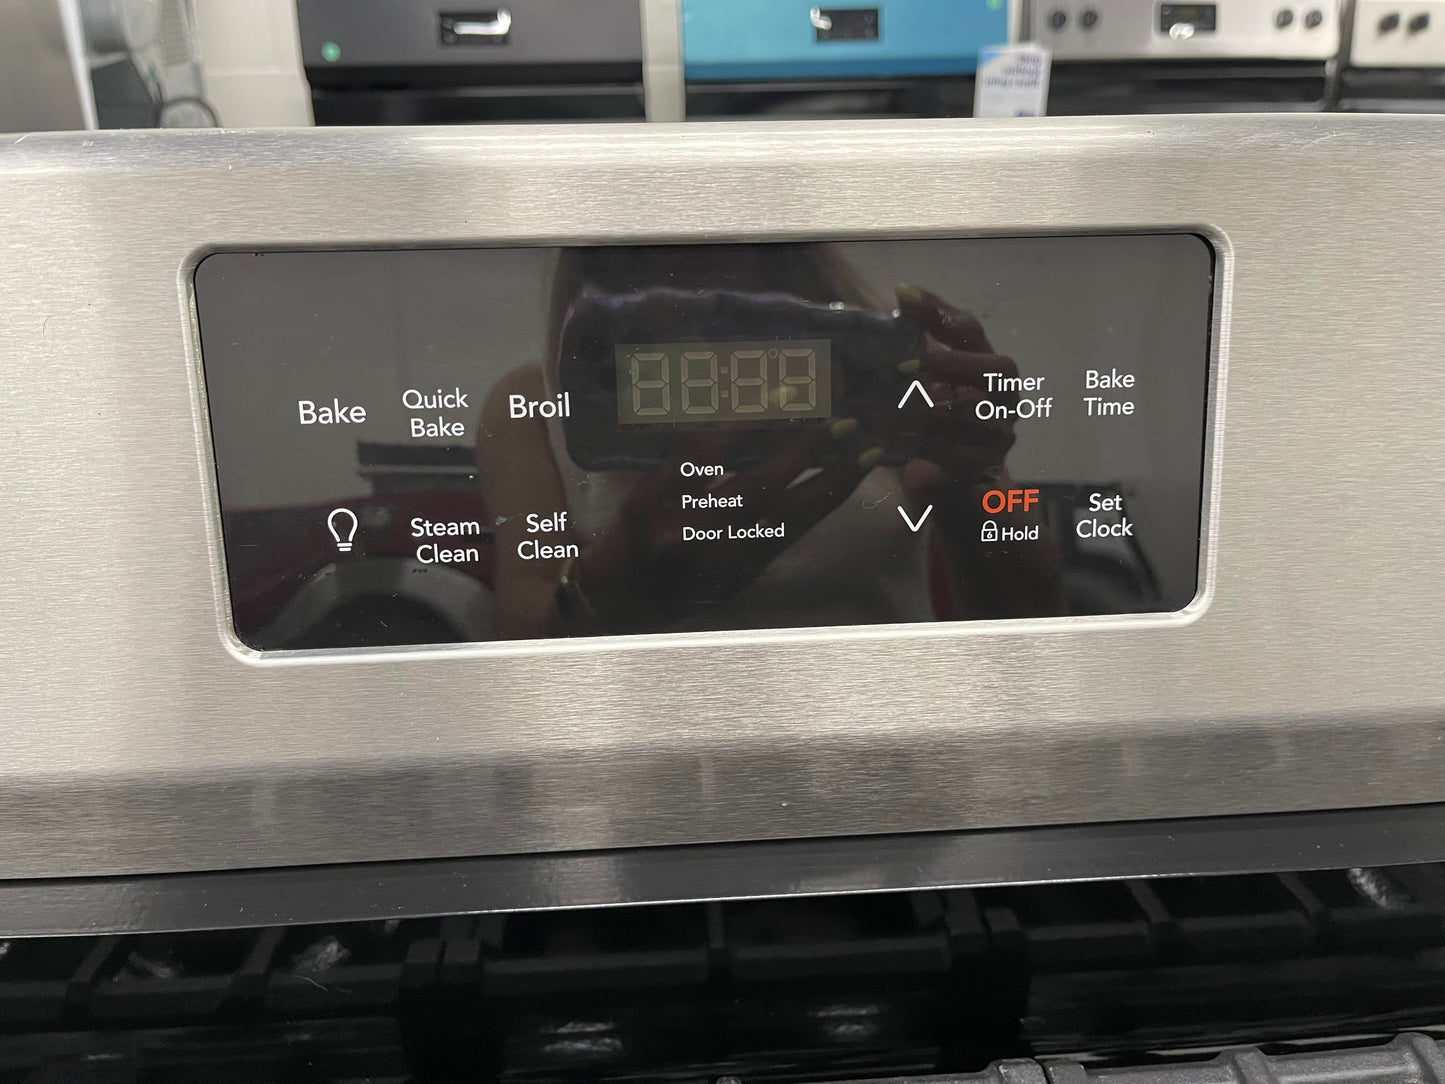 Bake
Quick
Bake
Broil
Timer
On-Off
Bake
Time
Steam
Clean
Self
Clean
Oven
Preheat
Door Locked
OFF
Hold
Set
Clock